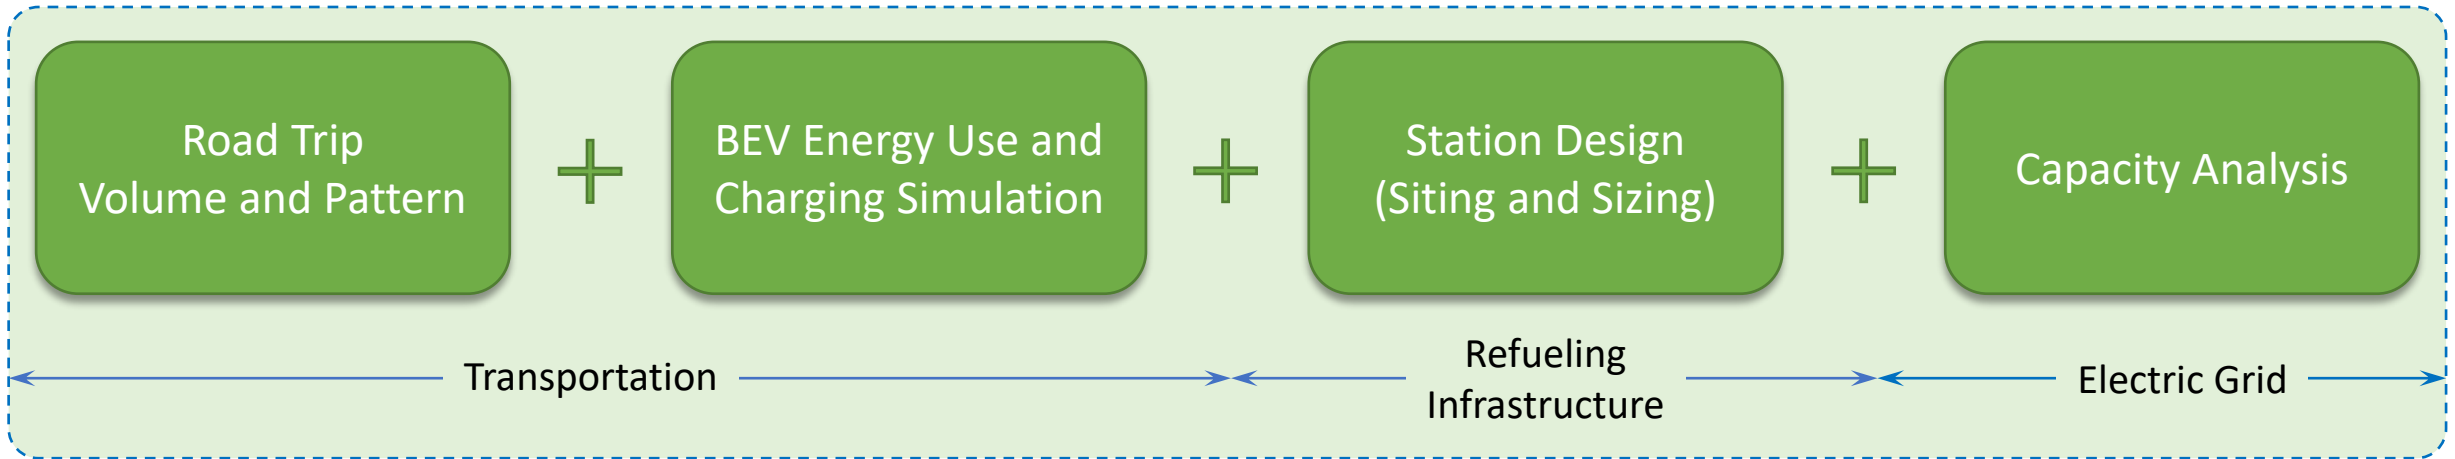 Road Trip
Volume and Pattern
BEV Energy Use and
Charging Simulation
Station Design
(Siting and Sizing)
Capacity Analysis
Transportation
Refueling
Infrastructure
Electric Grid